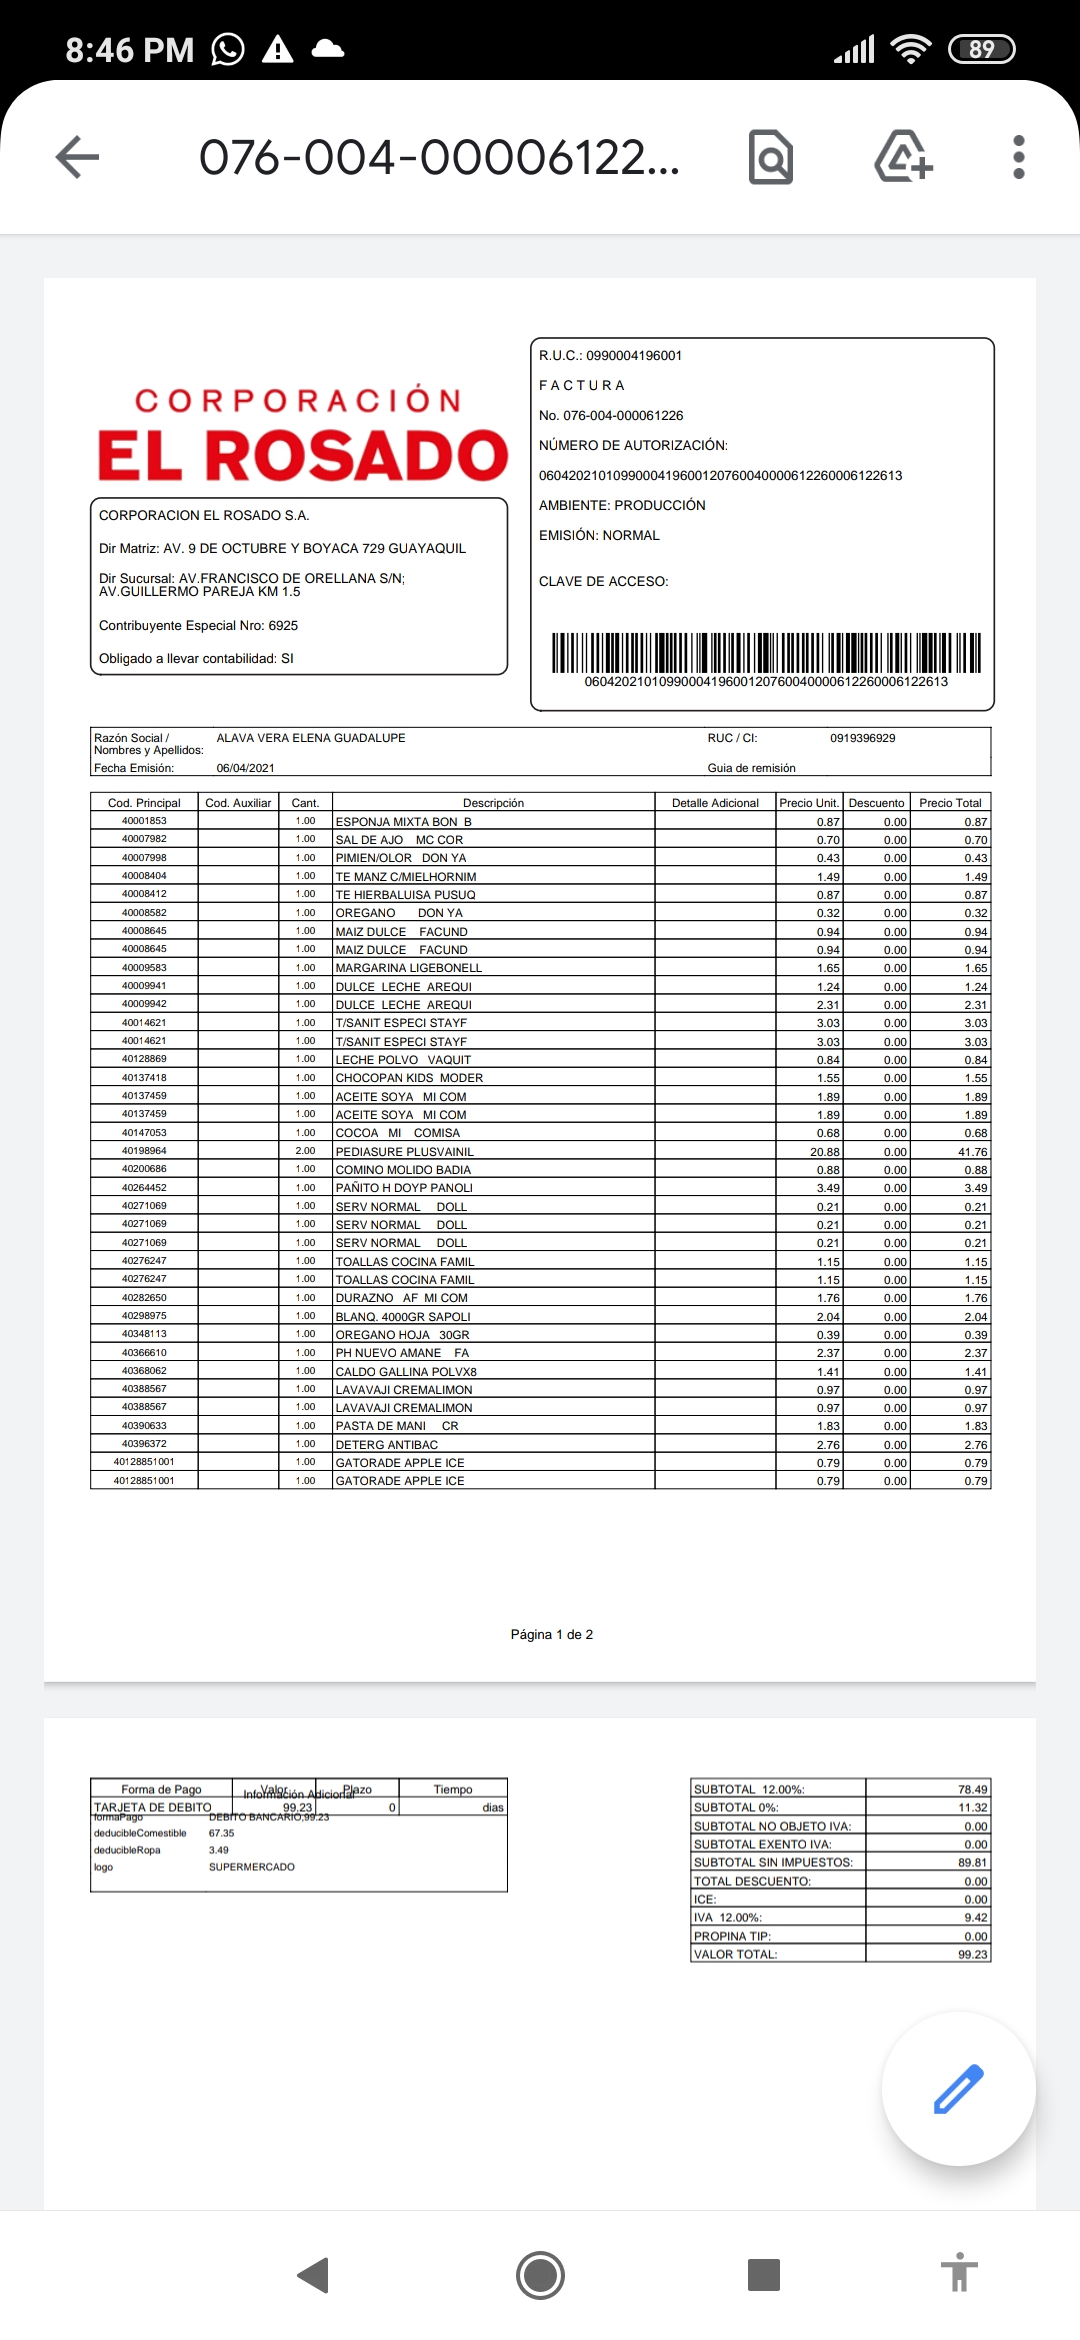 8:46 PM 89
076-004-00006122...
CORPORACIÓN
EL ROSADO
CORPORACION EL ROSADO S.A.
Dir Matriz: AV. 9 DE OCTUBRE Y BOYACA 729 GUAYAQUIL
Dir Sucursal: AV.FRANCISCO DE ORELLANA S/N;
AV.GUILLERMO PAREJA KM 1.5
Contribuyente Especial Nro: 6925
Obligado a llevar contabilidad: SI
R.U.C.: 0990004196001
F A C T U R A
No. 076-004-000061226
NÚMERO DE AUTORIZACIÓN:
0604202101099000419600120760040000612260006122613
AMBIENTE: PRODUCCIÓN
EMISIÓN: NORMAL
CLAVE DE ACCESO:
0604202101099000419600120760040000612260006122613
Razón Social / Nombres y Apellidos: ALAVA VERA ELENA GUADALUPE RUC / CI: 0919396929
Fecha Emisión: 06/04/2021 Guia de remisión
Cod. Principal Cod. Auxiliar Cant. Descripción Detalle Adicional Precio Unit. Descuento Precio Total
40001853 1.00 ESPONJA MIXTA BON B 0.87 0.00 0.87
40007982 1.00 SAL DE AJO MC COR 0.70 0.00 0.70
40007998 1.00 PIMIEN/OLOR DON YA 0.43 0.00 0.43
40008404 1.00 TE MANZ C/MIELHORNIM 1.49 0.00 1.49
40008412 1.00 TE HIERBALUISA PUSUQ 0.87 0.00 0.87
40008582 1.00 OREGANO DON YA 0.32 0.00 0.32
40008645 1.00 MAIZ DULCE FACUND 0.94 0.00 0.94
40008645 1.00 MAIZ DULCE FACUND 0.94 0.00 0.94
40009583 1.00 MARGARINA LIGEBONELL 1.65 0.00 1.65
40009941 1.00 DULCE LECHE AREQUI 1.24 0.00 1.24
40009942 1.00 DULCE LECHE AREQUI 2.31 0.00 2.31
40014621 1.00 T/SANIT ESPECI STAYF 3.03 0.00 3.03
40014621 1.00 T/SANIT ESPECI STAYF 3.03 0.00 3.03
40128869 1.00 LECHE POLVO VAQUIT 0.84 0.00 0.84
40137418 1.00 CHOCOPAN KIDS MODER 1.55 0.00 1.55
40137459 1.00 ACEITE SOYA MI COM 1.89 0.00 1.89
40137459 1.00 ACEITE SOYA MI COM 1.89 0.00 1.89
40147053 1.00 COCOA MI COMISA 0.68 0.00 0.68
40198964 2.00 PEDIASURE PLUSVAINIL 20.88 0.00 41.76
40200686 1.00 COMINO MOLIDO BADIA 0.88 0.00 0.88
40264452 1.00 PAÑITO H DOYP PANOLI 3.49 0.00 3.49
40271069 1.00 SERV NORMAL DOLL 0.21 0.00 0.21
40271069 1.00 SERV NORMAL DOLL 0.21 0.00 0.21
40271069 1.00 SERV NORMAL DOLL 0.21 0.00 0.21
40276247 1.00 TOALLAS COCINA FAMIL 1.15 0.00 1.15
40276247 1.00 TOALLAS COCINA FAMIL 1.15 0.00 1.15
40282650 1.00 DURAZNO AF MI COM 1.76 0.00 1.76
40298975 1.00 BLANQ. 4000GR SAPOLI 2.04 0.00 2.04
40348113 1.00 OREGANO HOJA 30GR 0.39 0.00 0.39
40366610 1.00 PH NUEVO AMANE FA 2.37 0.00 2.37
40368062 1.00 CALDO GALLINA POLVX8 1.41 0.00 1.41
40388567 1.00 LAVAVAJI CREMALIMON 0.97 0.00 0.97
40388567 1.00 LAVAVAJI CREMALIMON 0.97 0.00 0.97
40390633 1.00 PASTA DE MANI CR 1.83 0.00 1.83
40396372 1.00 DETERG ANTIBAC 2.76 0.00 2.76
40128851001 1.00 GATORADE APPLE ICE 0.79 0.00 0.79
40128851001 1.00 GATORADE APPLE ICE 0.79 0.00 0.79
Página 1 de 2
Forma de Pago Valor Plazo Tiempo
Información Adicional
TARJETA DE DEBITO 99.23 0 dias
formaPago DEBITO BANCARIO,99.23
deducibleComestible 67.35
deducibleRopa 3.49
logo SUPERMERCADO
SUBTOTAL 12.00%: 78.49
SUBTOTAL 0%: 11.32
SUBTOTAL NO OBJETO IVA: 0.00
SUBTOTAL EXENTO IVA: 0.00
SUBTOTAL SIN IMPUESTOS: 89.81
TOTAL DESCUENTO: 0.00
ICE: 0.00
IVA 12.00%: 9.42
PROPINA TIP: 0.00
VALOR TOTAL: 99.23